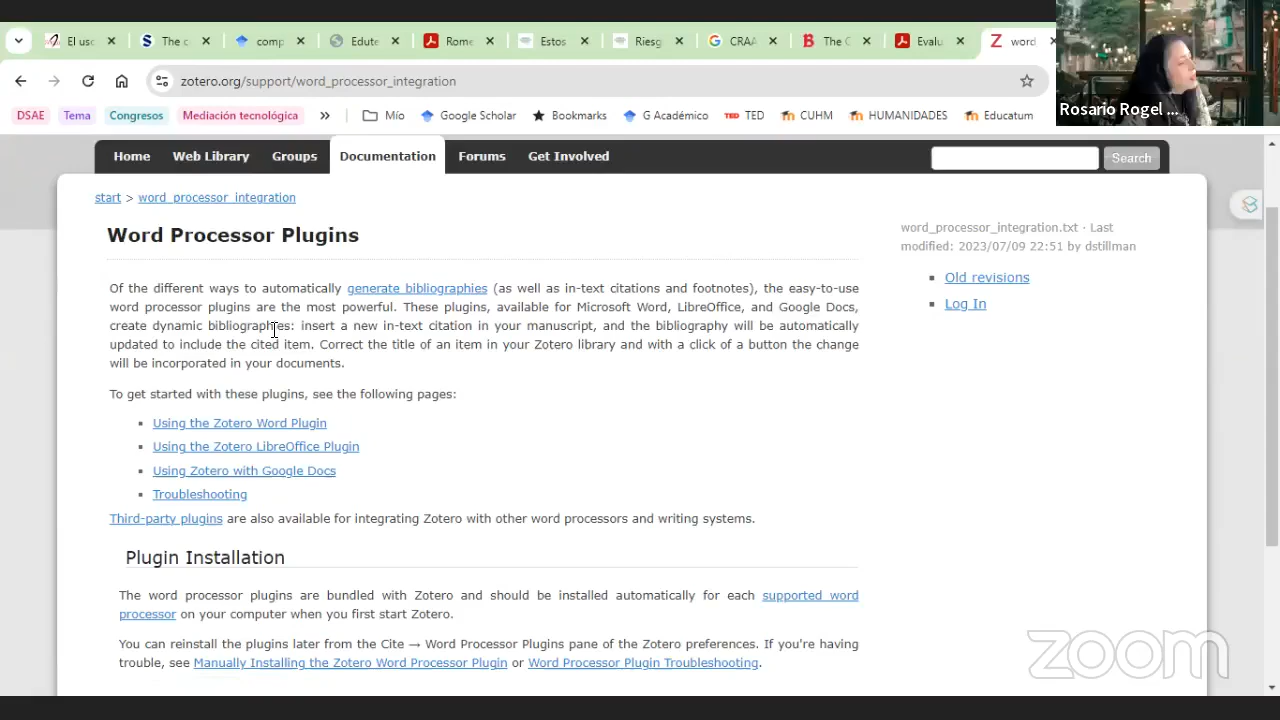 El uso
The c
comp
Edute
Rome
Estos
Riesg
CRAA
The C
Evalu
word
zotero.org/support/word_processor_integration
DSAE Tema Congresos Mediación tecnológica » Mío Google Scholar Bookmarks G Académico TED TED CUHM HUMANIDADES Educatum
Rosario Rogel ...
Home Web Library Groups Documentation Forums Get Involved Search
start > word_processor_integration
Word Processor Plugins
word_processor_integration.txt · Last
modified: 2023/07/09 22:51 by dstillman
Old revisions
Log In
Of the different ways to automatically generate bibliographies (as well as in-text citations and footnotes), the easy-to-use
word processor plugins are the most powerful. These plugins, available for Microsoft Word, LibreOffice, and Google Docs,
create dynamic bibliographies: insert a new in-text citation in your manuscript, and the bibliography will be automatically
updated to include the cited item. Correct the title of an item in your Zotero library and with a click of a button the change
will be incorporated in your documents.
To get started with these plugins, see the following pages:
Using the Zotero Word Plugin
Using the Zotero LibreOffice Plugin
Using Zotero with Google Docs
Troubleshooting
Third-party plugins are also available for integrating Zotero with other word processors and writing systems.
Plugin Installation
The word processor plugins are bundled with Zotero and should be installed automatically for each supported word
processor on your computer when you first start Zotero.
You can reinstall the plugins later from the Cite → Word Processor Plugins pane of the Zotero preferences. If you're having
trouble, see Manually Installing the Zotero Word Processor Plugin or Word Processor Plugin Troubleshooting.
zoom